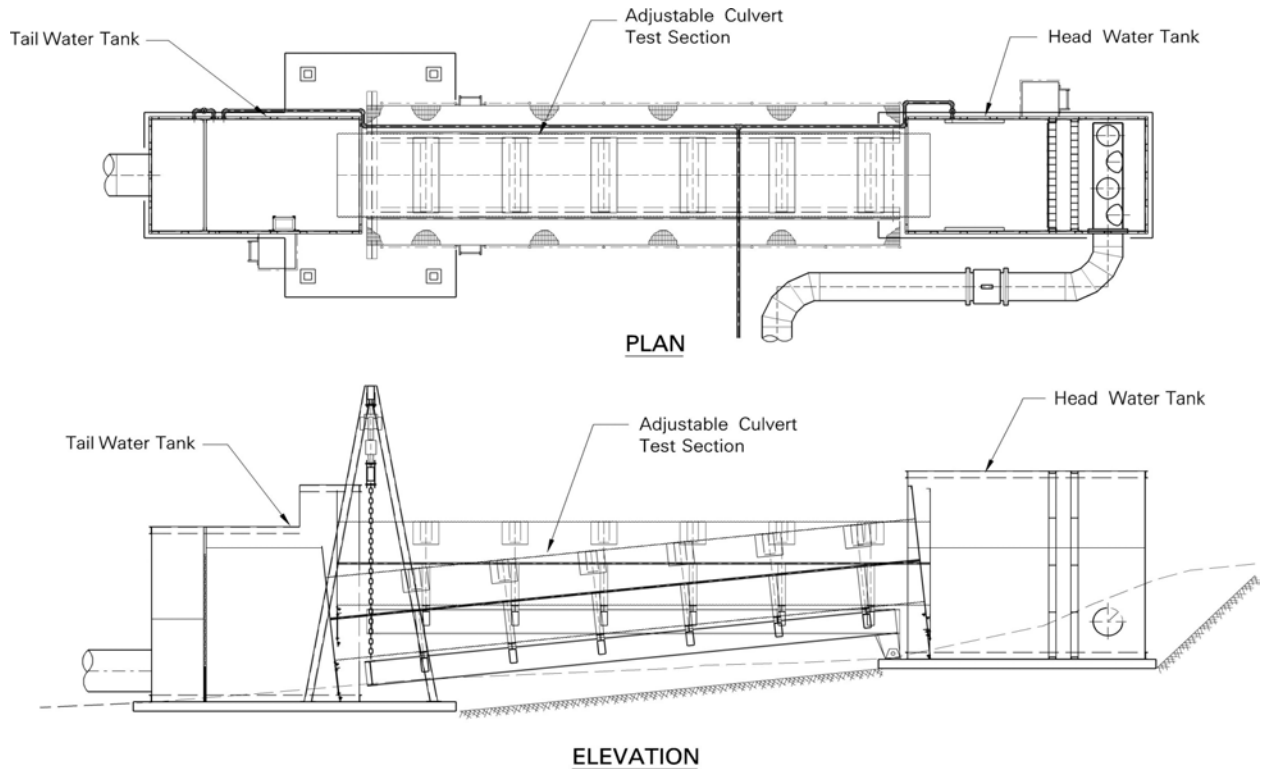 Adjustable Culvert
Test Section
Tail Water Tank
Head Water Tank
PLAN
Head Water Tank
Adjustable Culvert
Test Section
Tail Water Tank
ELEVATION